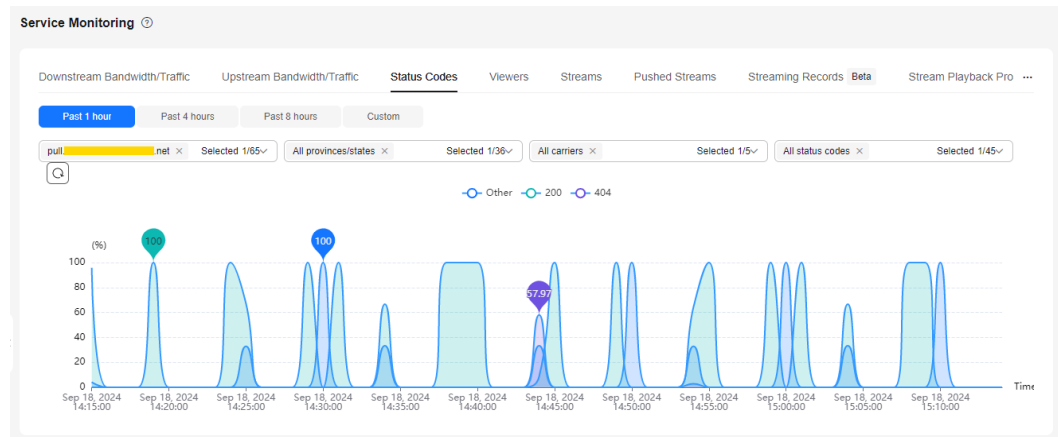 Service Monitoring ?
Downstream Bandwidth/Traffic Upstream Bandwidth/Traffic Status Codes Viewers Streams Pushed Streams Streaming Records Beta Stream Playback Pro ...
Past 1 hour Past 4 hours Past 8 hours Custom
pull. .net × Selected 1/65 All provinces/states × Selected 1/36 All carriers × Selected 1/5 All status codes × Selected 1/45
Other 200 404
(%)
100
100
57.97
100
80
60
40
20
0
Time
Sep 18, 2024 Sep 18, 2024 Sep 18, 2024 Sep 18, 2024 Sep 18, 2024 Sep 18, 2024 Sep 18, 2024 Sep 18, 2024 Sep 18, 2024 Sep 18, 2024 Sep 18, 2024 Sep 18, 2024
14:15:00 14:20:00 14:25:00 14:30:00 14:35:00 14:40:00 14:45:00 14:50:00 14:55:00 15:00:00 15:05:00 15:10:00